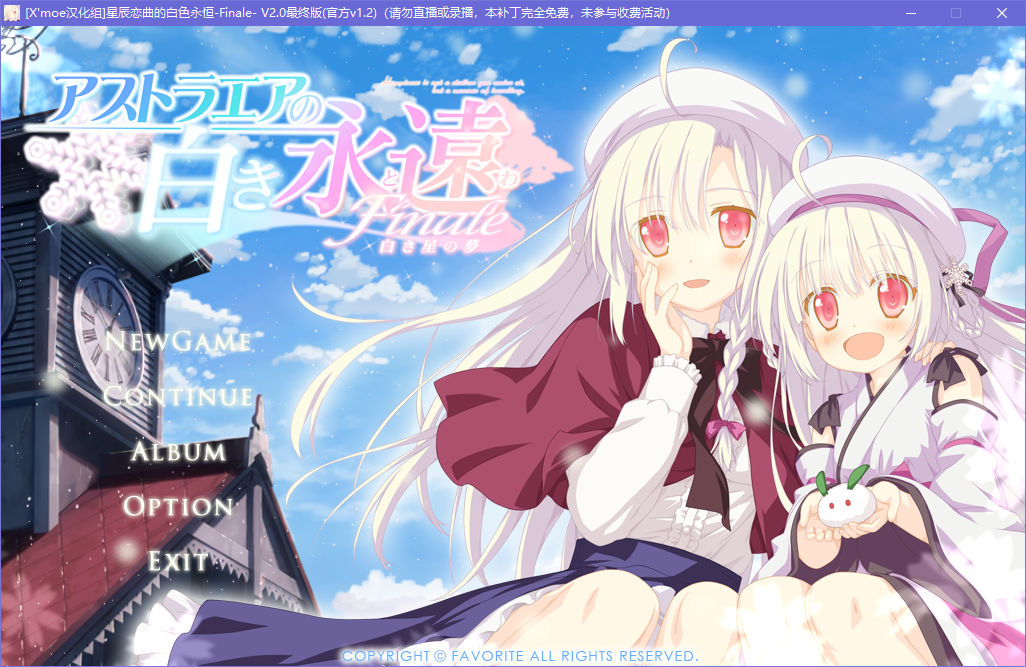 [X'moe汉化组]星辰恋曲的白色永恒-Finale- V2.0最终版(官方v1.2)（请勿直播或录播，本补丁完全免费，未参与收费活动）
アストラエアの
白き永遠
とわ
Finale
白き星の夢
NewGame
Continue
Album
Option
Exit
COPYRIGHT © FAVORITE ALL RIGHTS RESERVED.